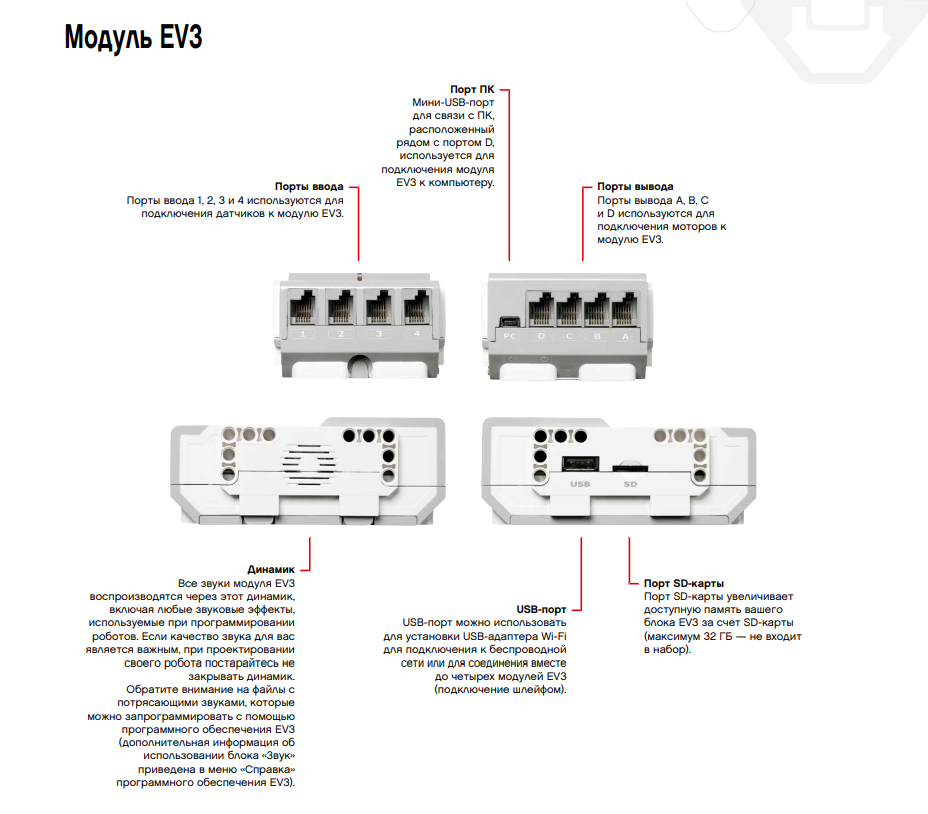 Модуль EV3
Порт ПК
Мини-USB-порт
для связи с ПК,
расположенный
рядом с портом D,
используется для
подключения модуля
EV3 к компьютеру.
Порты ввода
Порты ввода 1, 2, 3 и 4 используются для
подключения датчиков к модулю EV3.
Порты вывода
Порты вывода A, B, C
и D используются для
подключения моторов к
модулю EV3.
1 2 3 4
PC D C B A
USB SD
Динамик
Все звуки модуля EV3
воспроизводятся через этот динамик,
включая любые звуковые эффекты,
используемые при программировании
роботов. Если качество звука для вас
является важным, при проектировании
своего робота постарайтесь не
закрывать динамик.
Обратите внимание на файлы с
потрясающими звуками, которые
можно запрограммировать с помощью
программного обеспечения EV3
(дополнительная информация об
использовании блока «Звук»
приведена в меню «Справка»
программного обеспечения EV3).
USB-порт
USB-порт можно использовать
для установки USB-адаптера Wi-Fi
для подключения к беспроводной
сети или для соединения вместе
до четырех модулей EV3
(подключение шлейфом).
Порт SD-карты
Порт SD-карты увеличивает
доступную память вашего
блока EV3 за счет SD-карты
(максимум 32 ГБ — не входит
в набор).